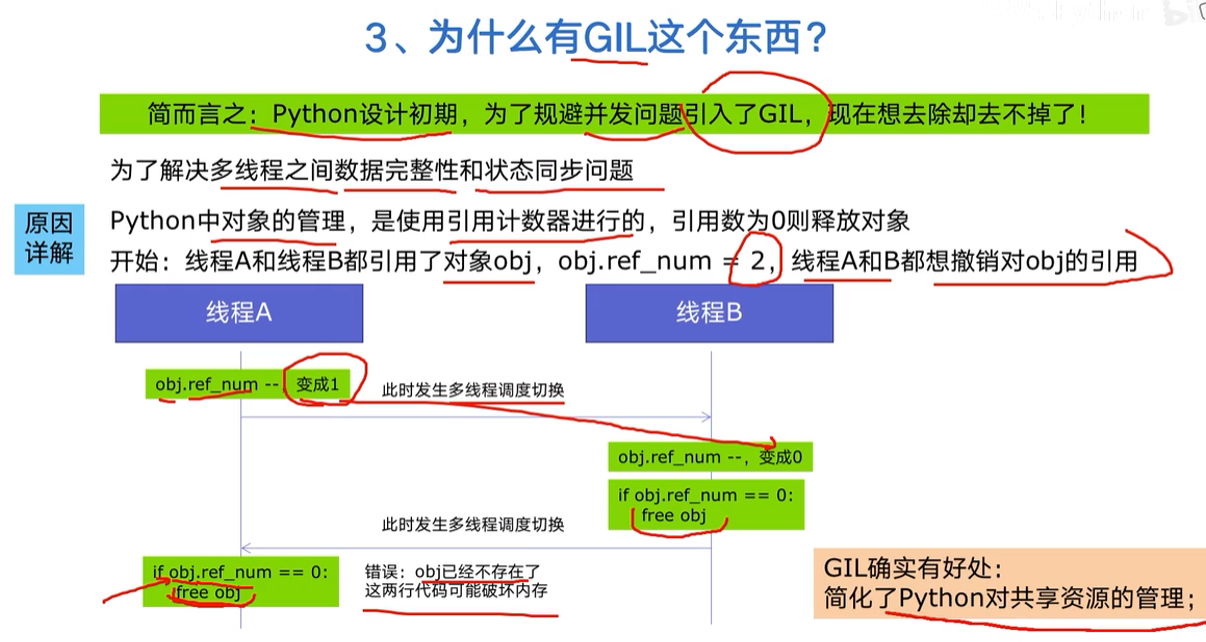 3、为什么有GIL这个东西？
简而言之：Python设计初期，为了规避并发问题引入了GIL，现在想去除却去不掉了！
为了解决多线程之间数据完整性和状态同步问题
原因
详解
Python中对象的管理，是使用引用计数器进行的，引用数为0则释放对象
开始：线程A和线程B都引用了对象obj，obj.ref_num = 2，线程A和B都想撤销对obj的引用
线程A
线程B
obj.ref_num --，变成1
此时发生多线程调度切换
obj.ref_num --，变成0
if obj.ref_num == 0:
free obj
此时发生多线程调度切换
if obj.ref_num == 0:
free obj
错误：obj已经不存在了
这两行代码可能破坏内存
GIL确实有好处：
简化了Python对共享资源的管理；